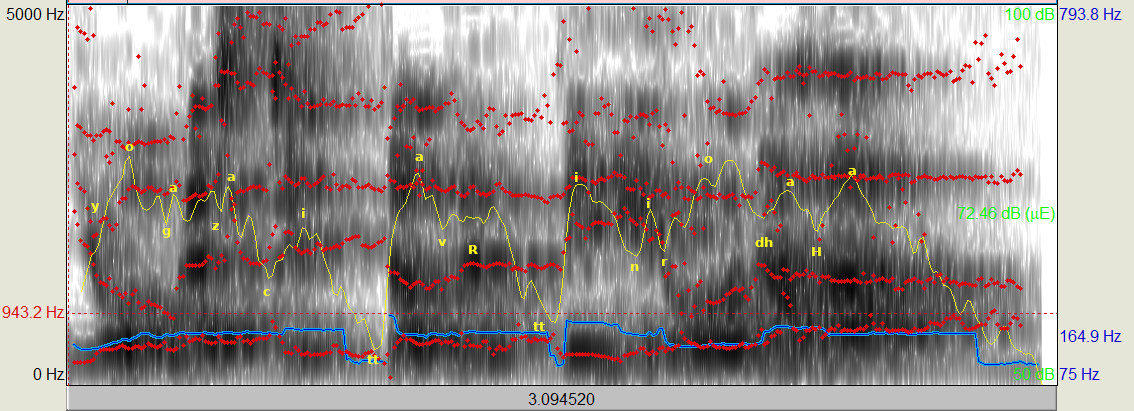 5000 Hz 100 dB 793.8 Hz
o a i o
y a a a a
g z i i
72.46 dB (µE)
v R n r dh H
c
943.2 Hz
tt tt 164.9 Hz
0 Hz 50 dB 75 Hz
3.094520